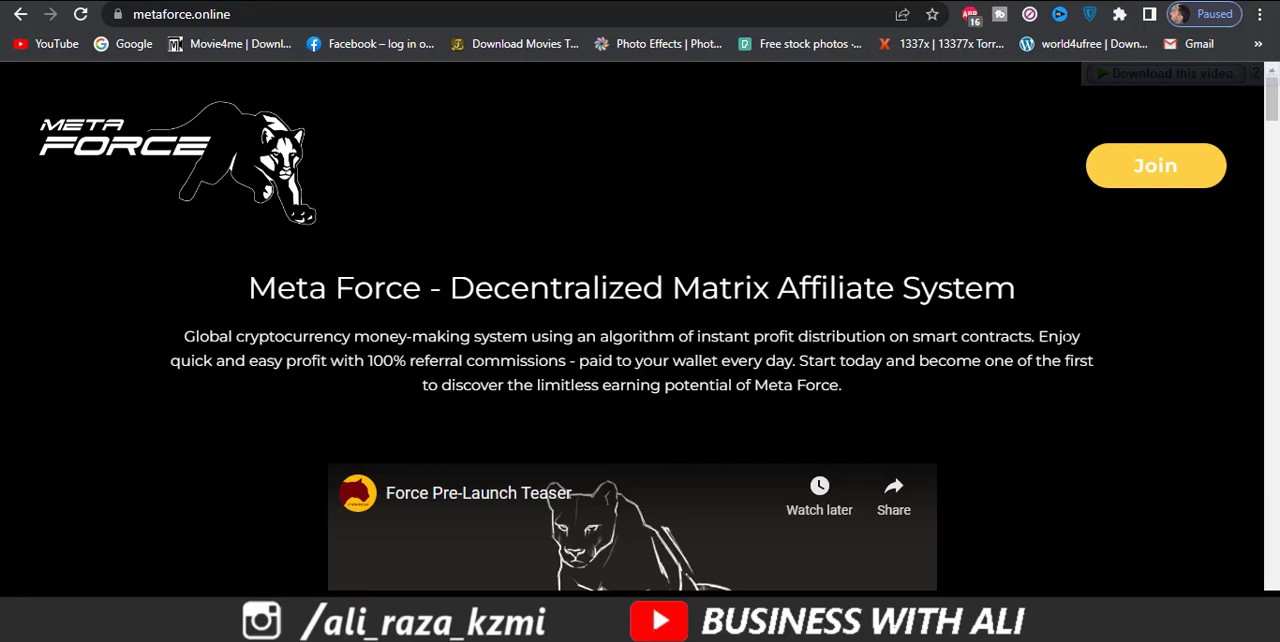 metaforce.online
16
Paused
YouTube
Google
Movie4me | Downl...
Facebook – log in o...
Download Movies T...
Photo Effects | Phot...
Free stock photos ·...
1337x | 13377x Torr...
world4ufree | Down...
Gmail
»
Download this video
?
META
FORCE
Join
Meta Force - Decentralized Matrix Affiliate System
Global cryptocurrency money-making system using an algorithm of instant profit distribution on smart contracts. Enjoy
quick and easy profit with 100% referral commissions - paid to your wallet every day. Start today and become one of the first
to discover the limitless earning potential of Meta Force.
Force Pre-Launch Teaser
Watch later
Share
/ali_raza_kzmi
BUSINESS WITH ALI